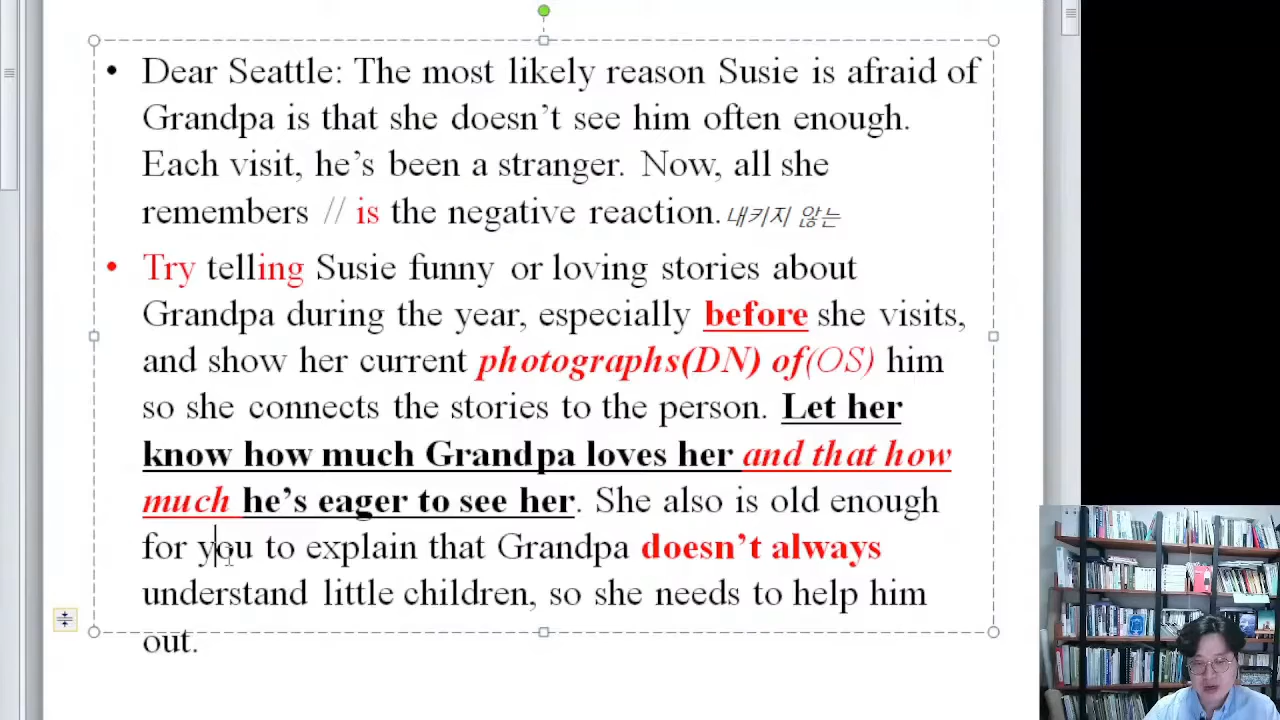 • Dear Seattle: The most likely reason Susie is afraid of
Grandpa is that she doesn't see him often enough.
Each visit, he's been a stranger. Now, all she
remembers // is the negative reaction. 내키지 않는
• Try telling Susie funny or loving stories about
Grandpa during the year, especially before she visits,
and show her current photographs(DN) of(OS) him
so she connects the stories to the person. Let her
know how much Grandpa loves her and that how
much he's eager to see her. She also is old enough
for you to explain that Grandpa doesn't always
understand little children, so she needs to help him
out.